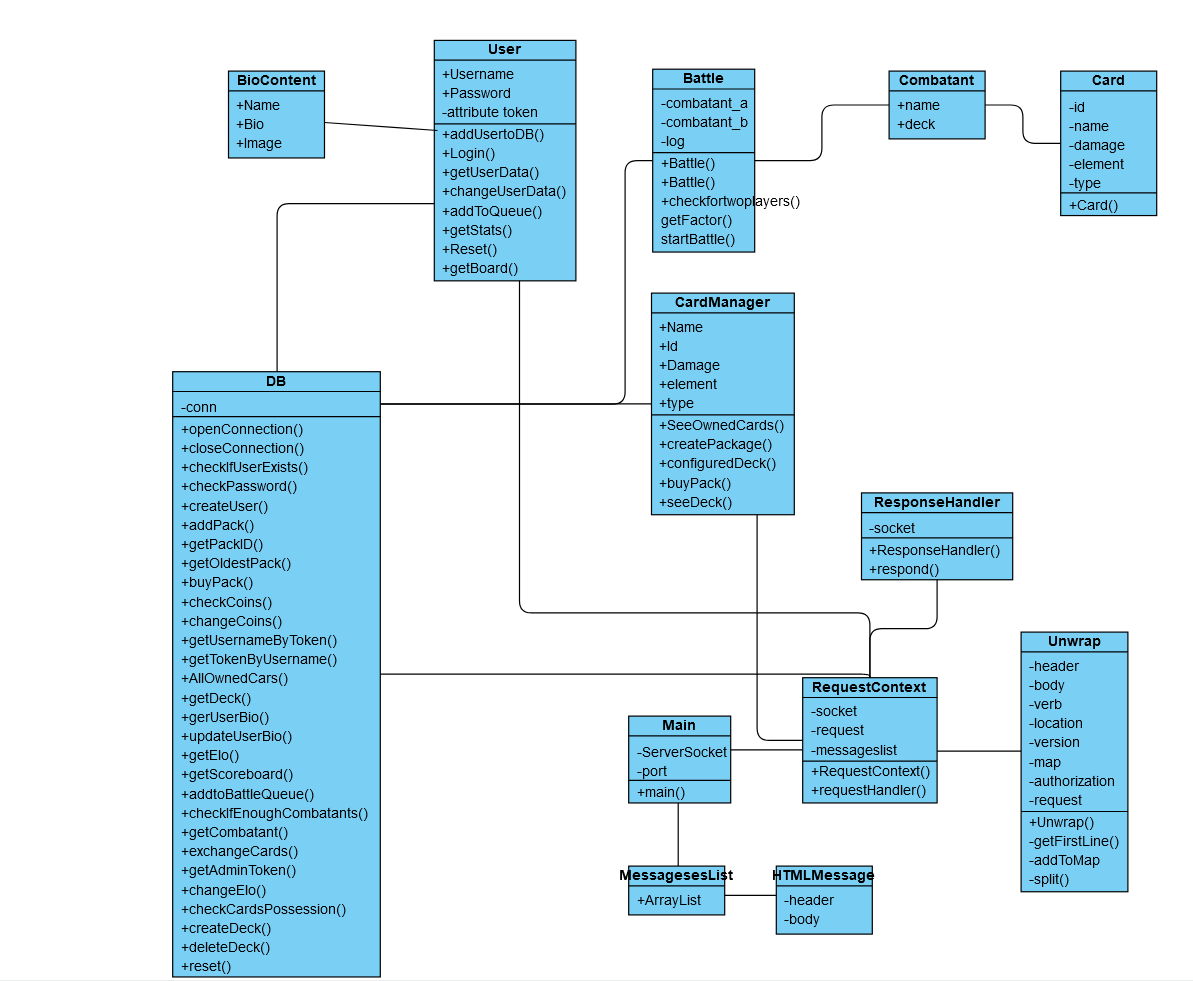 BioContent
+Name
+Bio
+Image
User
+Username
+Password
-attribute token
+addUsertoDB()
+Login()
+getUserData()
+changeUserData()
+addToQueue()
+getStats()
+Reset()
+getBoard()
Battle
-combatant_a
-combatant_b
-log
+Battle()
+Battle()
+checkfortwoplayers()
getFactor()
startBattle()
Combatant
+name
+deck
Card
-id
-name
-damage
-element
-type
+Card()
CardManager
+Name
+Id
+Damage
+element
+type
+SeeOwnedCards()
+createPackage()
+configuredDeck()
+buyPack()
+seeDeck()
DB
-conn
+openConnection()
+closeConnection()
+checkIfUserExists()
+checkPassword()
+createUser()
+addPack()
+getPackID()
+getOldestPack()
+buyPack()
+checkCoins()
+changeCoins()
+getUsernameByToken()
+getTokenByUsername()
+AllOwnedCars()
+getDeck()
+gerUserBio()
+updateUserBio()
+getElo()
+getScoreboard()
+addtoBattleQueue()
+checkIfEnoughCombatants()
+getCombatant()
+exchangeCards()
+getAdminToken()
+changeElo()
+checkCardsPossession()
+createDeck()
+deleteDeck()
+reset()
ResponseHandler
-socket
+ResponseHandler()
+respond()
Unwrap
-header
-body
-verb
-location
-version
-map
-authorization
-request
+Unwrap()
-getFirstLine()
-addToMap
-split()
RequestContext
-socket
-request
-messageslist
+RequestContext()
+requestHandler()
Main
-ServerSocket
-port
+main()
MessagesesList
+ArrayList
HTMLMessage
-header
-body